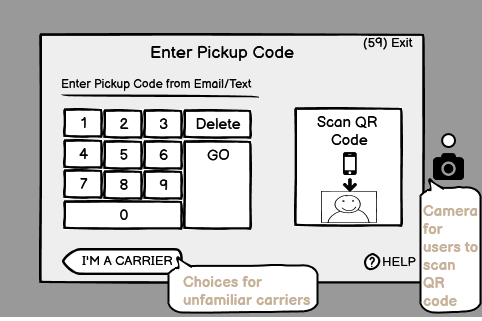 (59) Exit
Enter Pickup Code
Enter Pickup Code from Email/Text
1 2 3 Delete
4 5 6 GO
7 8 9
0
Scan QR
Code
I'M A CARRIER
? HELP
Choices for
unfamiliar carriers
Camera
for
users to
scan
QR
code